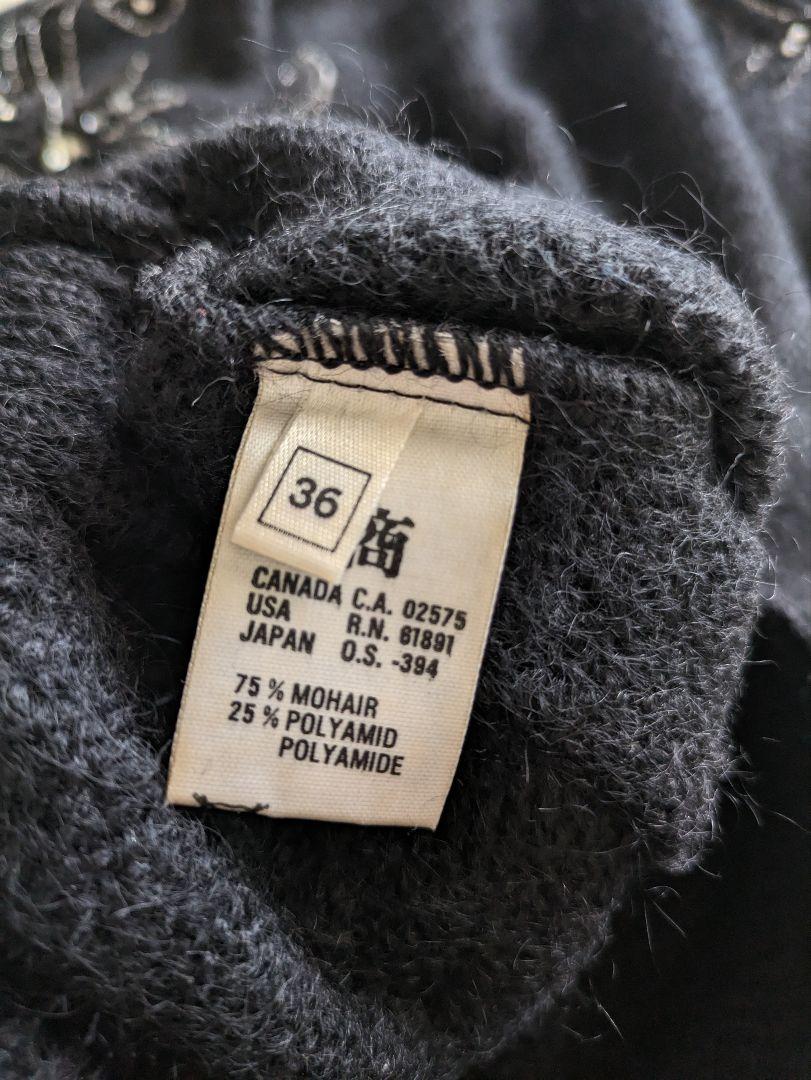 36
商
CANADA C.A. 02575
USA R.N. 61891
JAPAN O.S. -394
75 % MOHAIR
25 % POLYAMID
POLYAMIDE